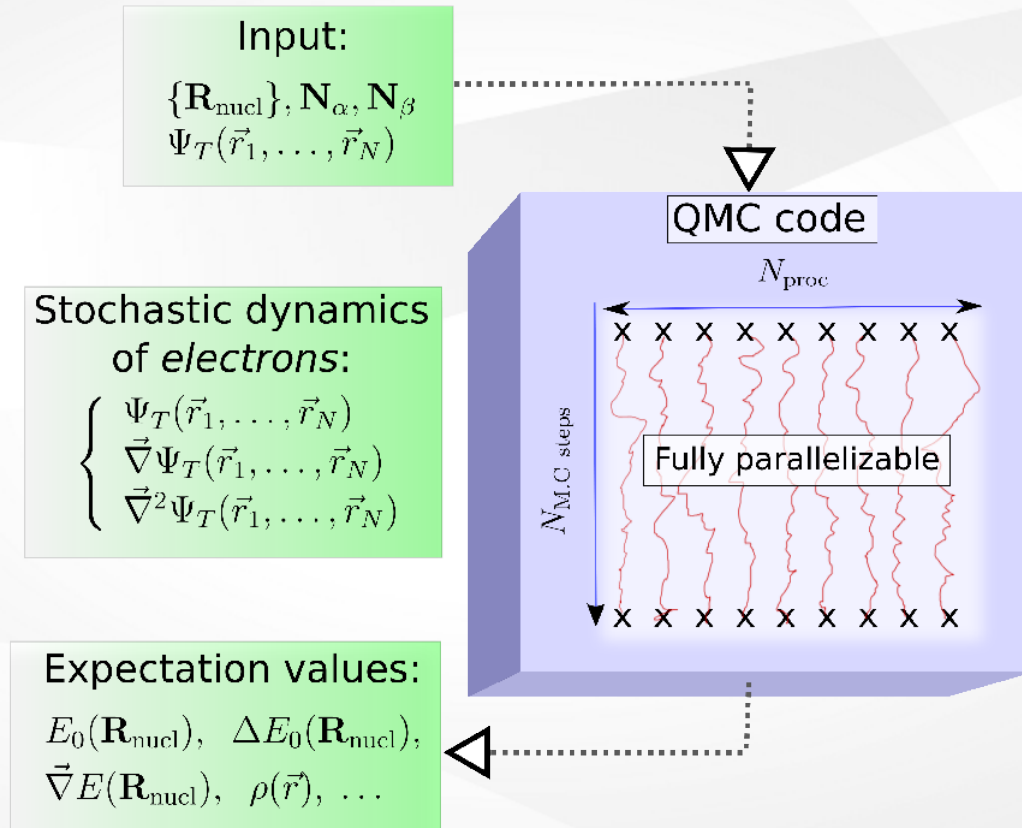 Input:
{R_nucl}, N_α, N_β
Ψ_T(r⃗_1, . . . , r⃗_N)
QMC code
N_proc
Stochastic dynamics
of electrons:
Ψ_T(r⃗_1, . . . , r⃗_N)
∇⃗Ψ_T(r⃗_1, . . . , r⃗_N)
∇⃗²Ψ_T(r⃗_1, . . . , r⃗_N)
x x x x x x x x x
N_M.C steps
Fully parallelizable
x x x x x x x x x
Expectation values:
E_0(R_nucl), ΔE_0(R_nucl),
∇⃗E(R_nucl), ρ(r⃗), ...